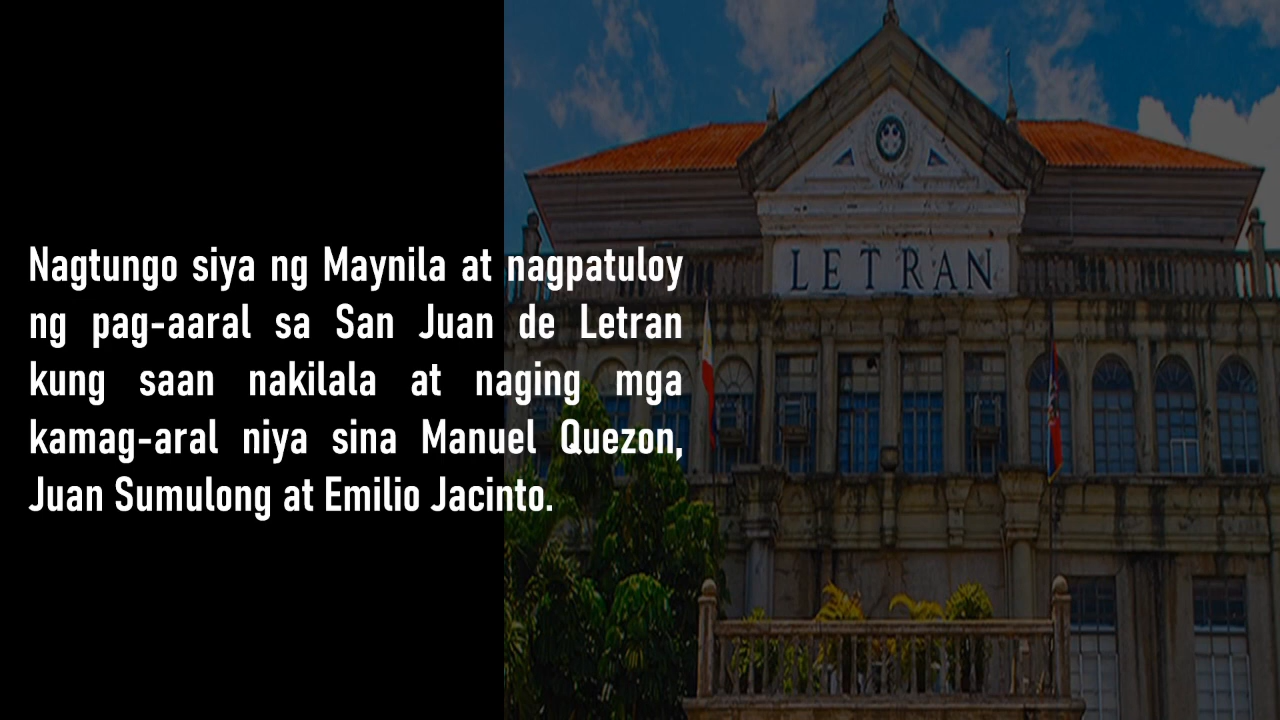 Nagtungo siya ng Maynila at nagpatuloy
ng pag-aaral sa San Juan de Letran
kung saan nakilala at naging mga
kamag-aral niya sina Manuel Quezon,
Juan Sumulong at Emilio Jacinto.
LETRAN